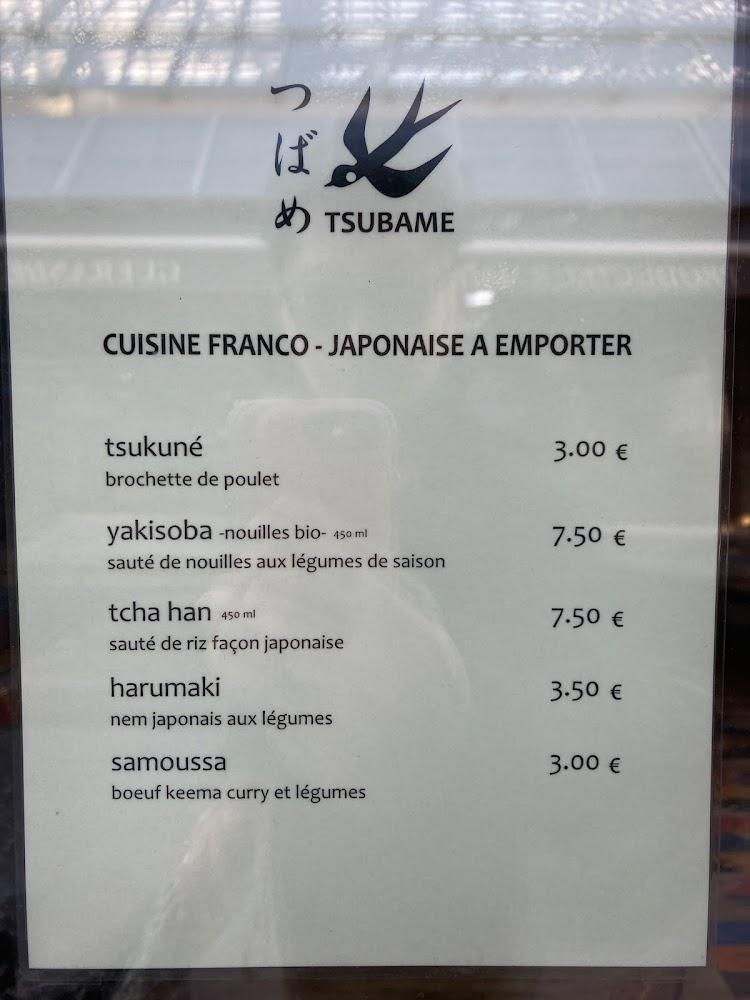 つばめ
TSUBAME
CUISINE FRANCO - JAPONAISE A EMPORTER
tsukuné 3.00 €
brochette de poulet
yakisoba -nouilles bio- 450 ml 7.50 €
sauté de nouilles aux légumes de saison
tcha han 450 ml 7.50 €
sauté de riz façon japonaise
harumaki 3.50 €
nem japonais aux légumes
samoussa 3.00 €
boeuf keema curry et légumes